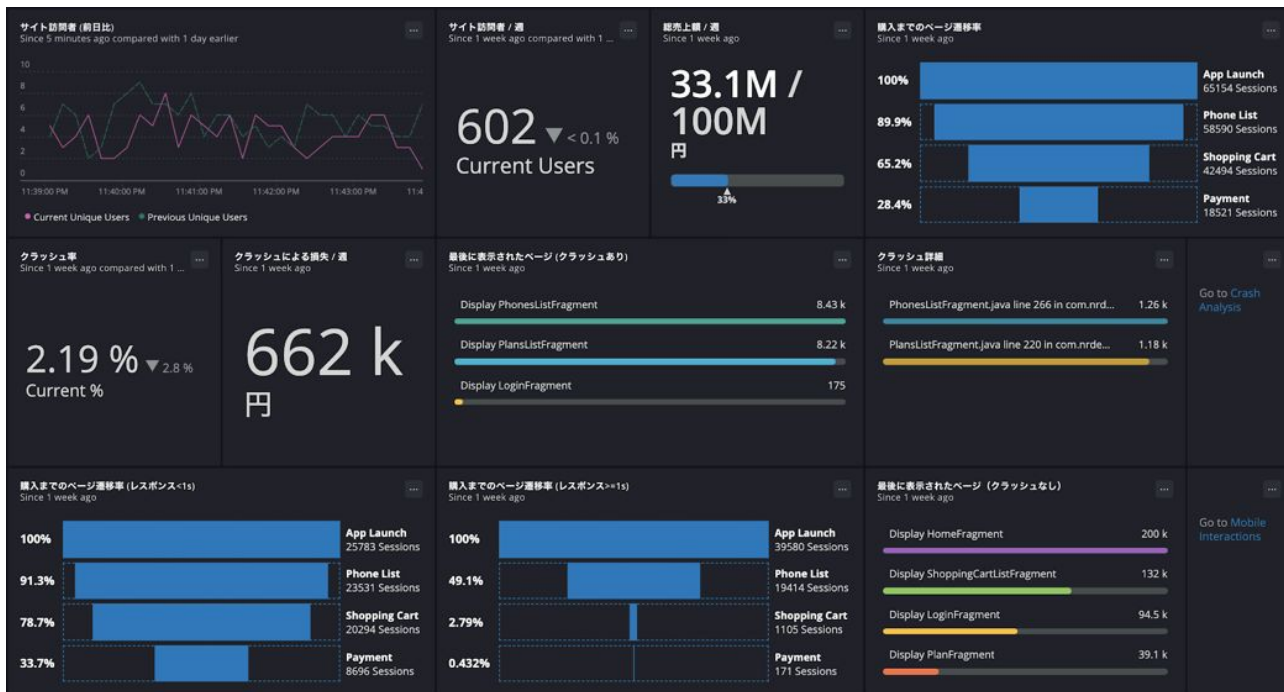 サイト訪問者 (前日比)
Since 5 minutes ago compared with 1 day earlier
10
8
6
4
2
0
11:39:00 PM 11:40:00 PM 11:41:00 PM 11:42:00 PM 11:43:00 PM 11:4
Current Unique Users Previous Unique Users
サイト訪問者 / 週
Since 1 week ago compared with 1 ...
602 ▼ < 0.1 %
Current Users
総売上額 / 週
Since 1 week ago
33.1M /
100M
円
33%
購入までのページ遷移率
Since 1 week ago
100% App Launch
65154 Sessions
89.9% Phone List
58590 Sessions
65.2% Shopping Cart
42494 Sessions
28.4% Payment
18521 Sessions
クラッシュ率
Since 1 week ago compared with 1 ...
2.19 % ▼ 2.8 %
Current %
クラッシュによる損失 / 週
Since 1 week ago
662 k
円
最後に表示されたページ (クラッシュあり)
Since 1 week ago
Display PhonesListFragment 8.43 k
Display PlansListFragment 8.22 k
Display LoginFragment 175
クラッシュ詳細
Since 1 week ago
PhonesListFragment.java line 266 in com.nrd... 1.26 k
PlansListFragment.java line 220 in com.nrde... 1.18 k
Go to Crash
Analysis
購入までのページ遷移率 (レスポンス<1s)
Since 1 week ago
100% App Launch
25783 Sessions
91.3% Phone List
23531 Sessions
78.7% Shopping Cart
20294 Sessions
33.7% Payment
8696 Sessions
購入までのページ遷移率 (レスポンス>=1s)
Since 1 week ago
100% App Launch
39580 Sessions
49.1% Phone List
19414 Sessions
2.79% Shopping Cart
1105 Sessions
0.432% Payment
171 Sessions
最後に表示されたページ（クラッシュなし）
Since 1 week ago
Display HomeFragment 200 k
Display ShoppingCartListFragment 132 k
Display LoginFragment 94.5 k
Display PlanFragment 39.1 k
Go to Mobile
Interactions